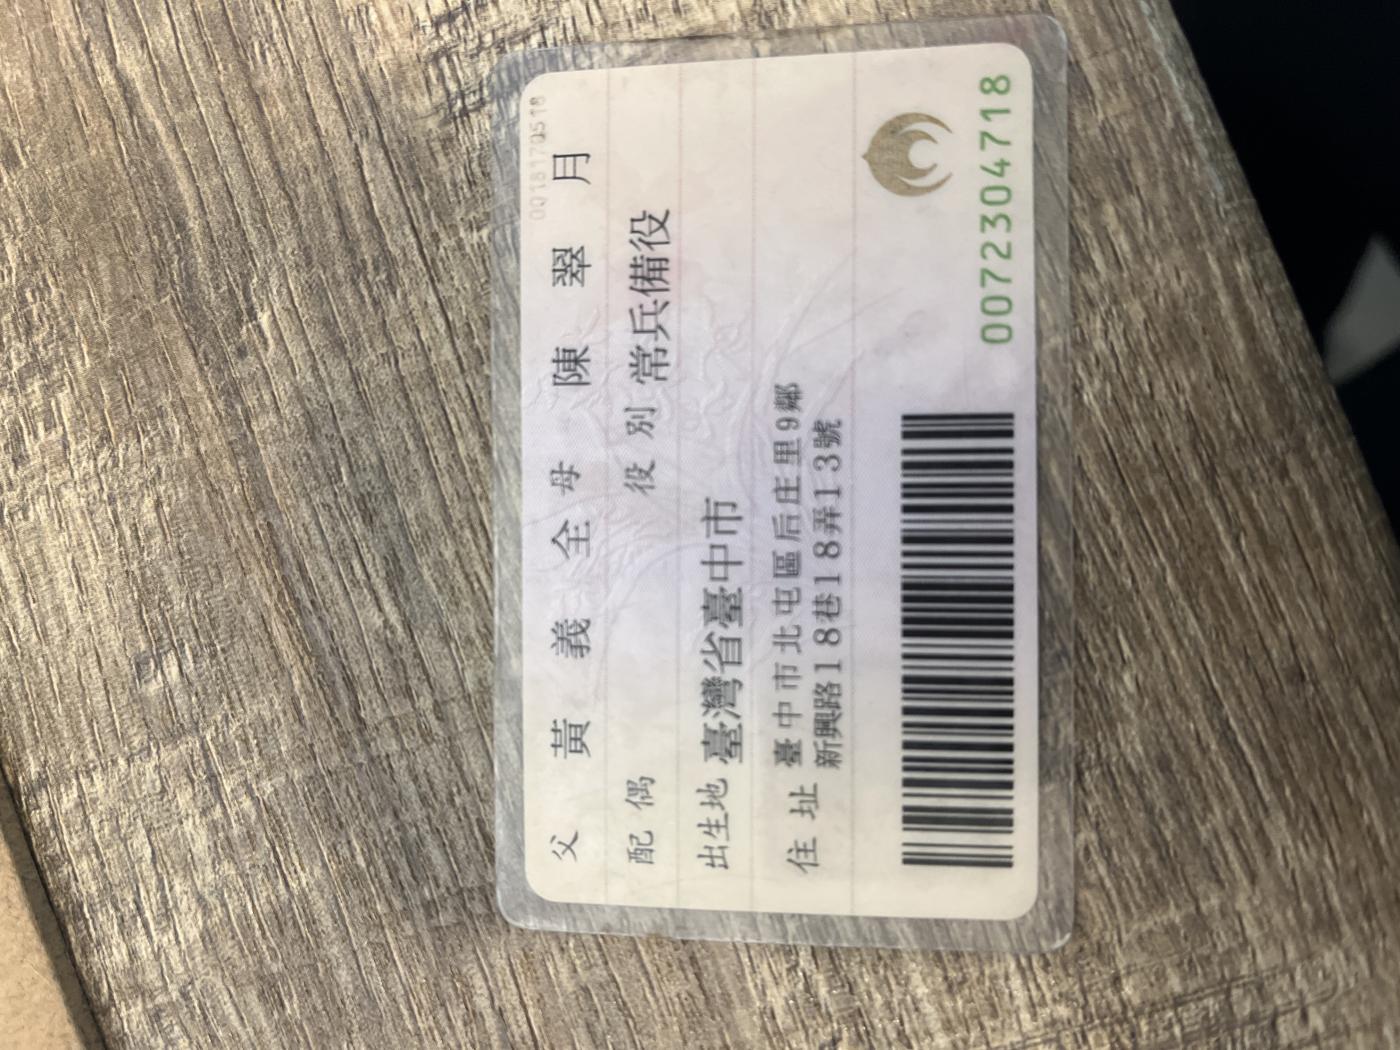 0018170518
父 黃義全 母 陳翠月
配偶 役別 常兵備役
出生地 臺灣省臺中市
住址 臺中市北屯區后庄里9鄰
新興路18巷18弄13號
0072304718